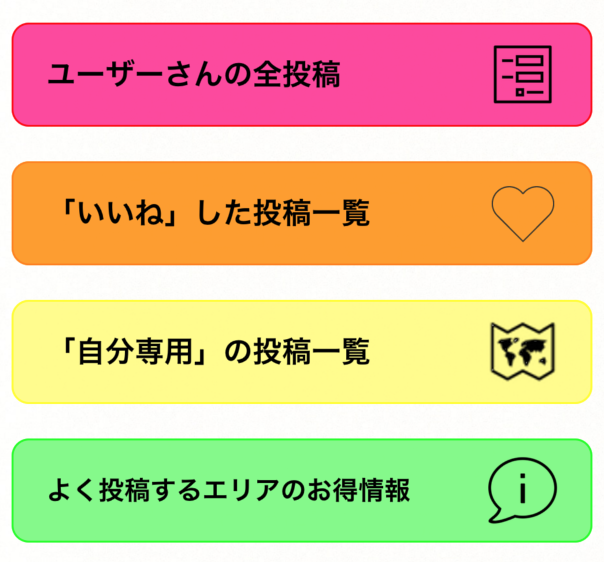 ユーザーさんの全投稿
「いいね」した投稿一覧
「自分専用」の投稿一覧
よく投稿するエリアのお得情報